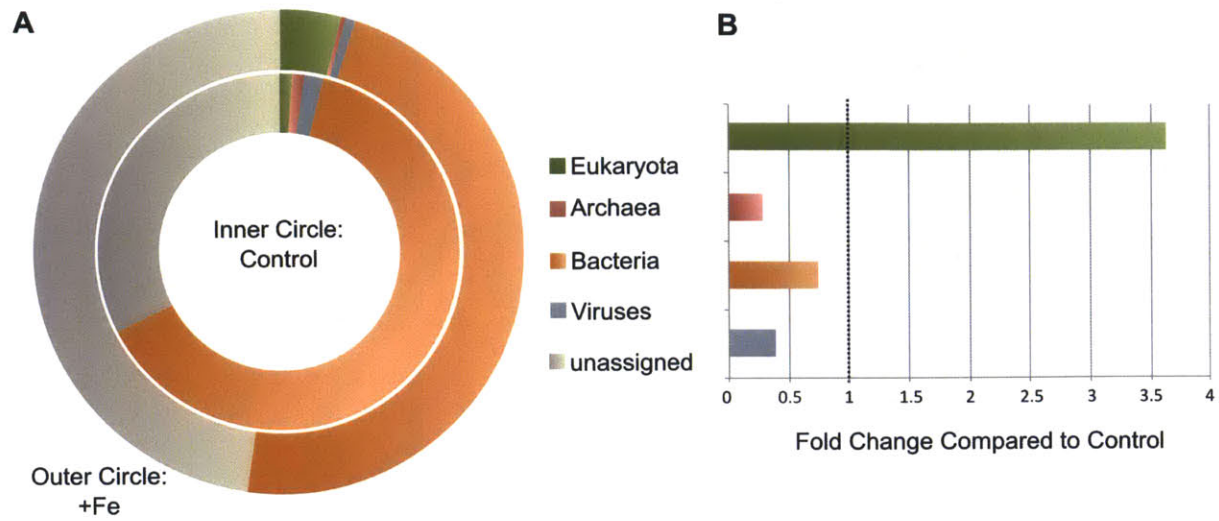 A
Inner Circle:
Control
Outer Circle:
+Fe
Eukaryota
Archaea
Bacteria
Viruses
unassigned
B
0 0.5 1 1.5 2 2.5 3 3.5 4
Fold Change Compared to Control